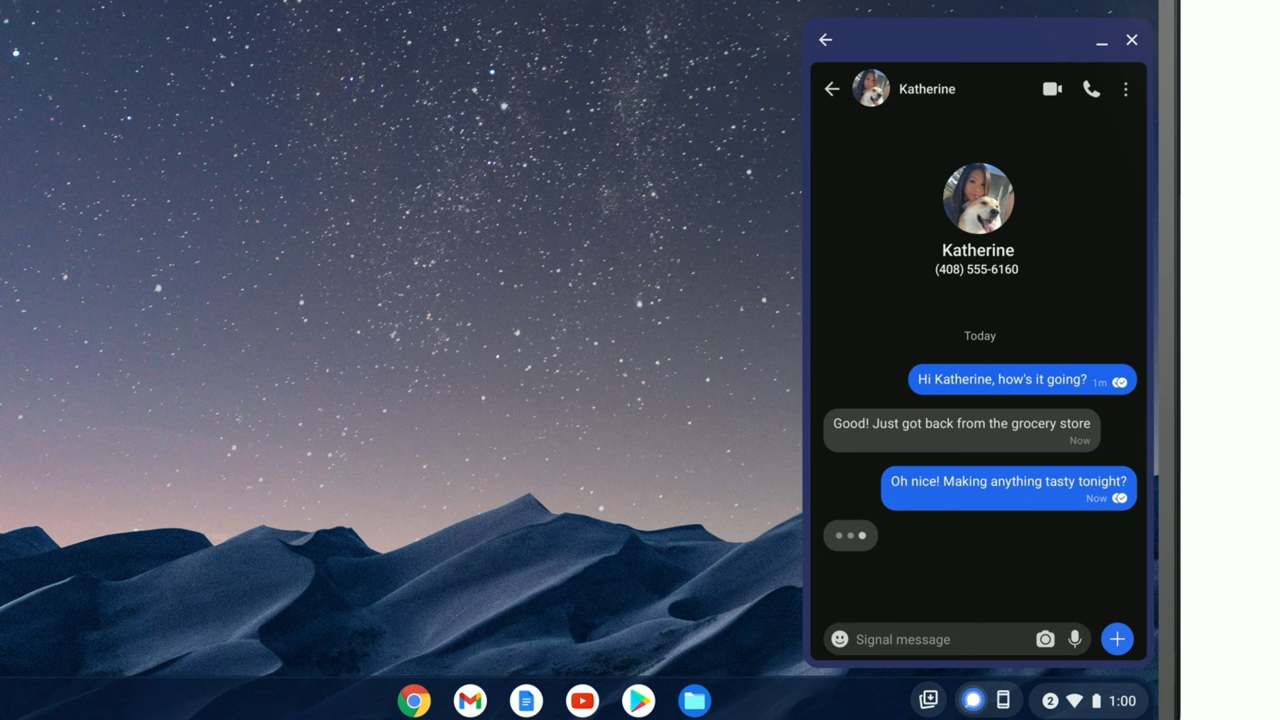 Katherine
Katherine
(408) 555-6160
Today
Hi Katherine, how's it going? 1m
Good! Just got back from the grocery store
Now
Oh nice! Making anything tasty tonight?
Now
Signal message
2 1:00